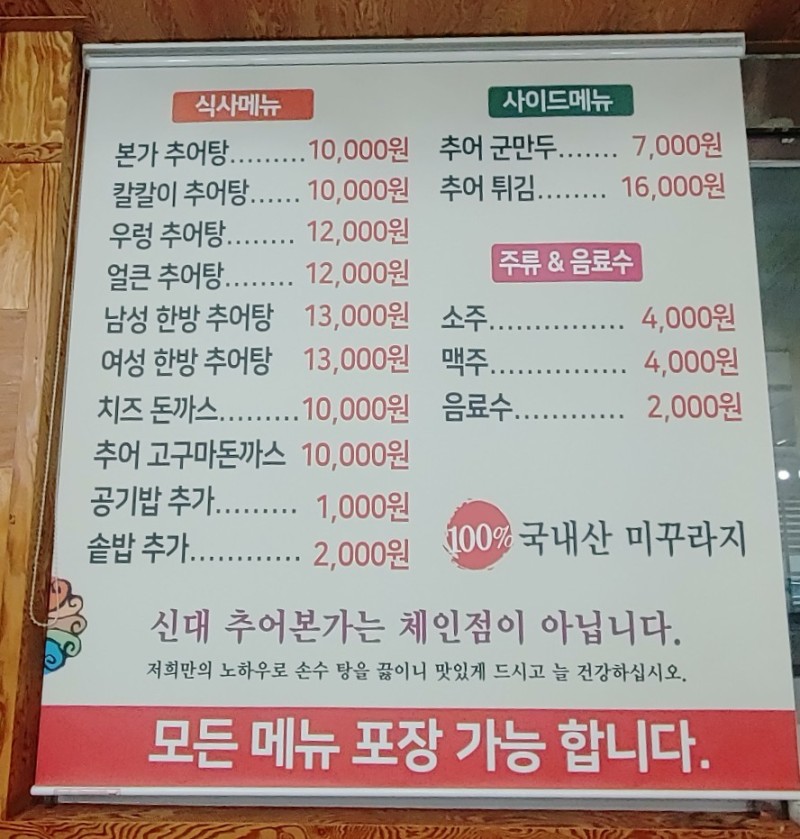 식사메뉴
본가 추어탕.........10,000원
칼칼이 추어탕......10,000원
우렁 추어탕........ 12,000원
얼큰 추어탕........ 12,000원
남성 한방 추어탕 13,000원
여성 한방 추어탕 13,000원
치즈 돈까스.........10,000원
추어 고구마돈까스 10,000원
공기밥 추가......... 1,000원
솥밥 추가............ 2,000원
사이드메뉴
추어 군만두....... 7,000원
추어 튀김........ 16,000원
주류 & 음료수
소주............... 4,000원
맥주............... 4,000원
음료수............ 2,000원
100% 국내산 미꾸라지
신대 추어본가는 체인점이 아닙니다.
저희만의 노하우로 손수 탕을 끓이니 맛있게 드시고 늘 건강하십시오.
모든 메뉴 포장 가능 합니다.